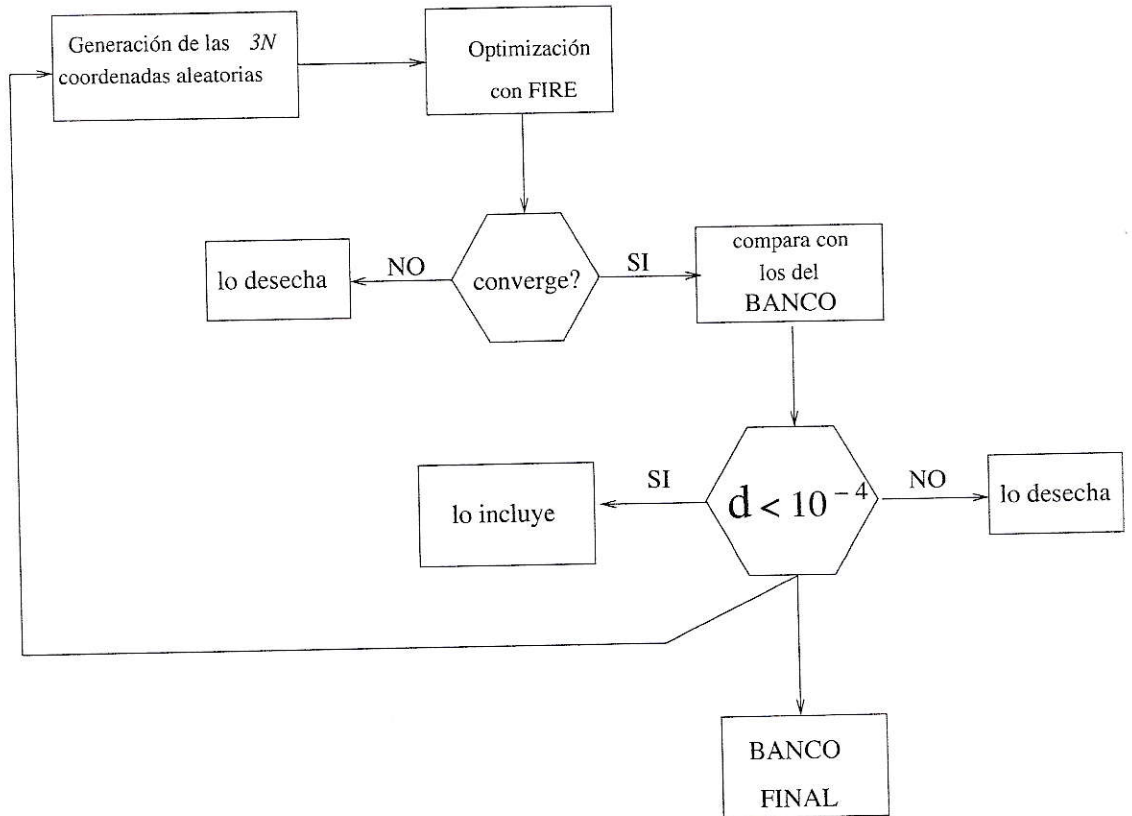 Generación de las 3N
coordenadas aleatorias
Optimización
con FIRE
lo desecha
NO
converge?
SI
compara con
los del
BANCO
lo incluye
SI
d < 10⁻⁴
NO
lo desecha
BANCO
FINAL